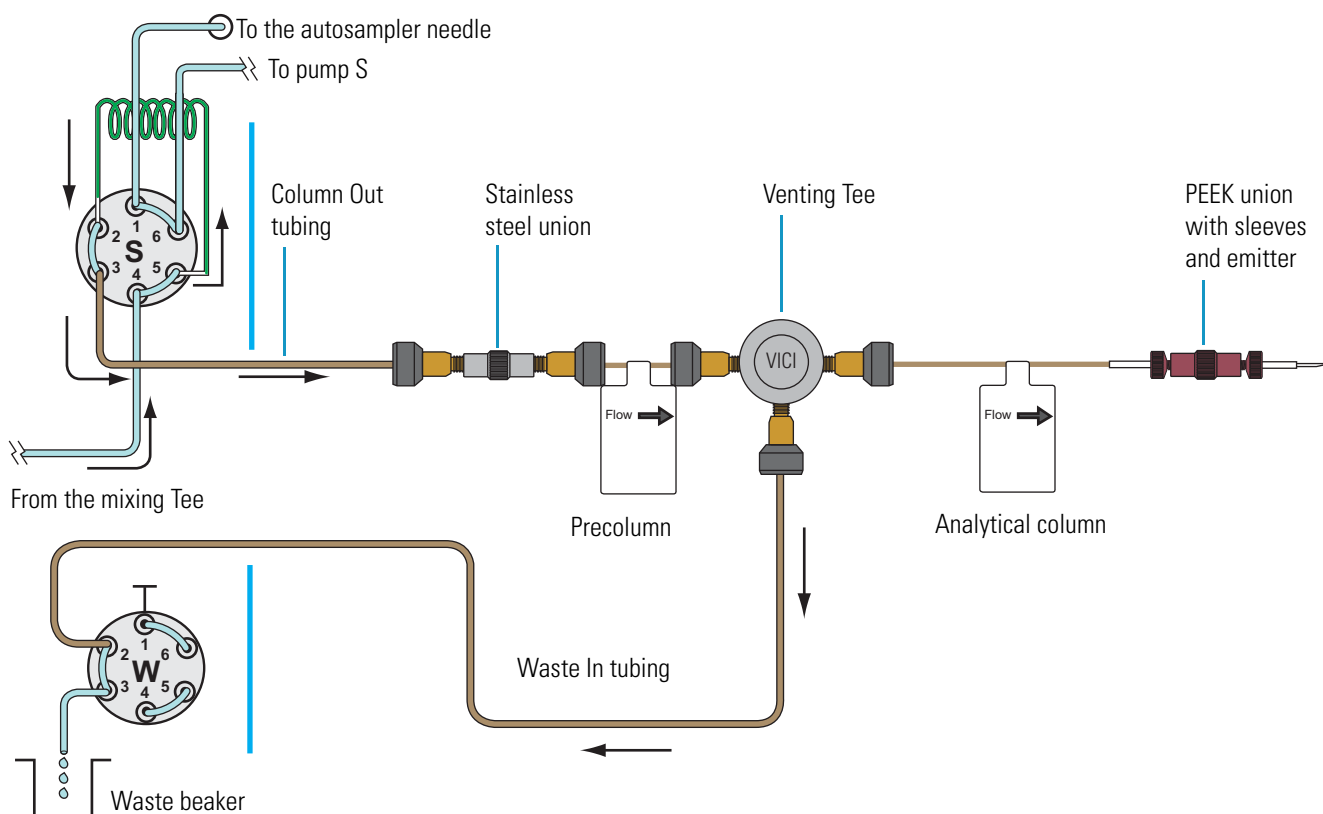 To the autosampler needle
To pump S
Column Out
tubing
Stainless
steel union
Venting Tee
PEEK union
with sleeves
and emitter
1
2
6
S
3
4
5
VICI
Flow
Flow
From the mixing Tee
Precolumn
Analytical column
1
2
6
W
3
4
5
Waste In tubing
Waste beaker